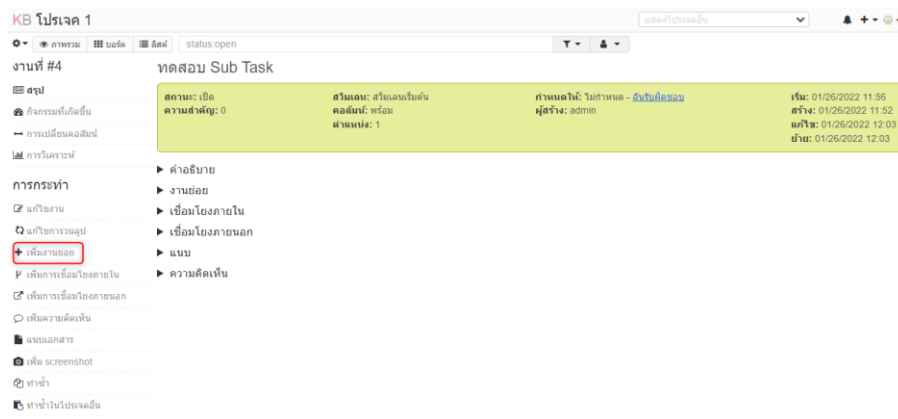 KB โปรเจค 1
แสดงโปรเจคอื่น
ภาพรวม บอร์ด ลิสต์ status:open
งานที่ #4
ทดสอบ Sub Task
สรุป
กิจกรรมที่เกิดขึ้น
การเปลี่ยนคอลัมน์
การวิเคราะห์
สถานะ: เปิด
ความสำคัญ: 0
สวิมเลน: สวิมเลนเริ่มต้น
คอลัมน์: พร้อม
ตำแหน่ง: 1
กำหนดให้: ไม่กำหนด - ฉันรับผิดชอบ
ผู้สร้าง: admin
เริ่ม: 01/26/2022 11:56
สร้าง: 01/26/2022 11:52
แก้ไข: 01/26/2022 12:03
ย้าย: 01/26/2022 12:03
คำอธิบาย
งานย่อย
เชื่อมโยงภายใน
เชื่อมโยงภายนอก
แนบ
ความคิดเห็น
การกระทำ
แก้ไขงาน
แก้ไขการวนลูป
เพิ่มงานย่อย
เพิ่มการเชื่อมโยงภายใน
เพิ่มการเชื่อมโยงภายนอก
เพิ่มความคิดเห็น
แนบเอกสาร
เพิ่ม screenshot
ทำซ้ำ
ทำซ้ำในโปรเจคอื่น